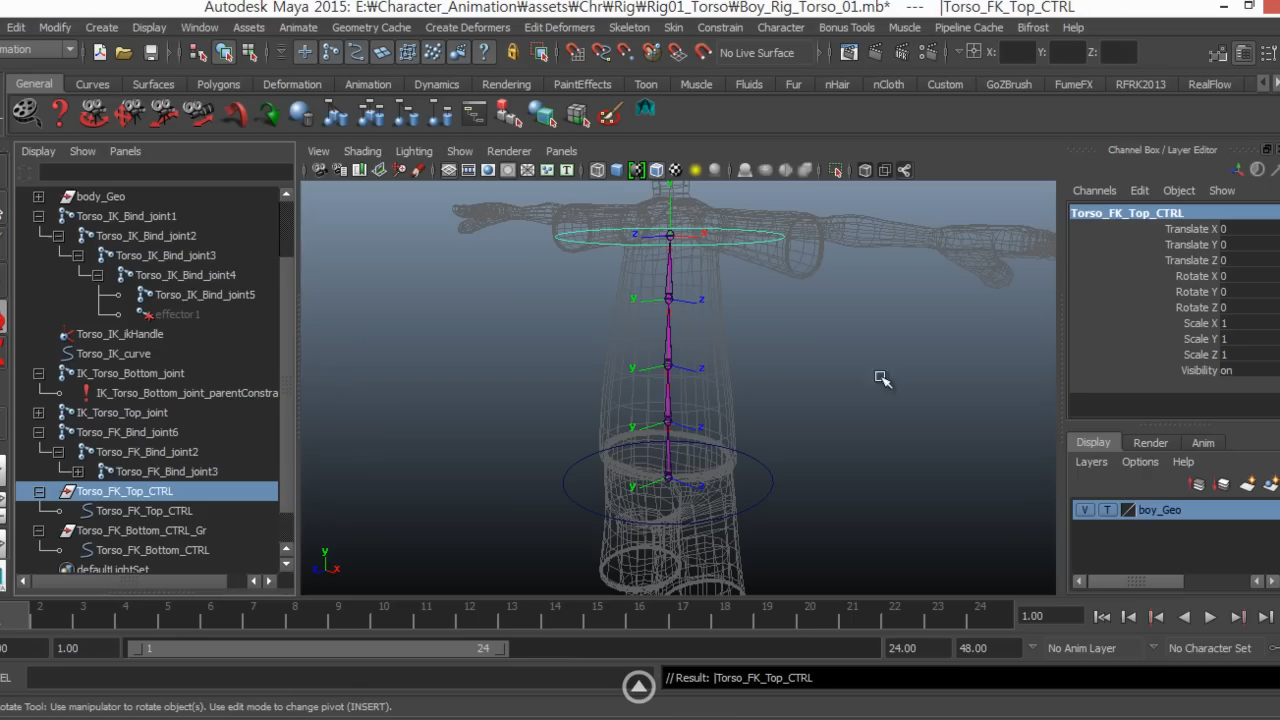 Autodesk Maya 2015: E:₩Character_Animation₩assets₩Chr₩Rig₩Rig01_Torso₩Boy_Rig_Torso_01.mb* --- |Torso_FK_Top_CTRL
Edit Modify Create Display Window Assets Animate Geometry Cache Create Deformers Edit Deformers Skeleton Skin Constrain Character Auto Biped Tools Muscle Pipeline Cache Bifrost Help
mation No Live Surface X: Y: Z:
General Curves Surfaces Polygons Deformation Animation Dynamics Rendering PaintEffects Toon Muscle Fluids Fur nHair nCloth Custom GoZBrush FumeFX RFRK2013 RealFlow
Display Show Panels
View Shading Lighting Show Renderer Panels
Channel Box / Layer Editor
Channels Edit Object Show
body_Geo
Torso_IK_Bind_joint1
Torso_IK_Bind_joint2
Torso_IK_Bind_joint3
Torso_IK_Bind_joint4
Torso_IK_Bind_joint5
effector1
Torso_IK_ikHandle
Torso_IK_curve
IK_Torso_Bottom_joint
IK_Torso_Bottom_joint_parentConstra
IK_Torso_Top_joint
Torso_FK_Bind_joint6
Torso_FK_Bind_joint2
Torso_FK_Bind_joint3
Torso_FK_Top_CTRL
Torso_FK_Top_CTRL
Torso_FK_Bottom_CTRL_Gr
Torso_FK_Bottom_CTRL
defaultLightSet
y
z x
y z
y z
y z
y z
y
z x
Torso_FK_Top_CTRL
Translate X 0
Translate Y 0
Translate Z 0
Rotate X 0
Rotate Y 0
Rotate Z 0
Scale X 1
Scale Y 1
Scale Z 1
Visibility on
Display Render Anim
Layers Options Help
V T boy_Geo
2 3 4 5 6 7 8 9 10 11 12 13 14 15 16 17 18 19 20 21 22 23 24 1.00
00 1.00 1 24 24.00 48.00 No Anim Layer No Character Set
EL // Result: |Torso_FK_Top_CTRL
otate Tool: Use manipulator to rotate object(s). Use edit mode to change pivot (INSERT).